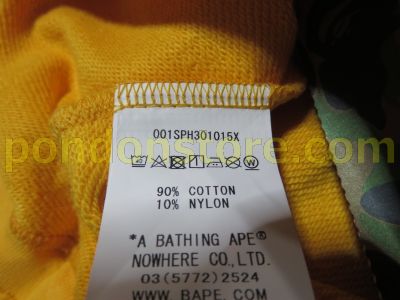 001SPH301015X
pondonstore.com
90% COTTON
10% NYLON
*A BATHING APE®
NOWHERE CO.,LTD.
03(5772)2524
WWW.BAPE.COM